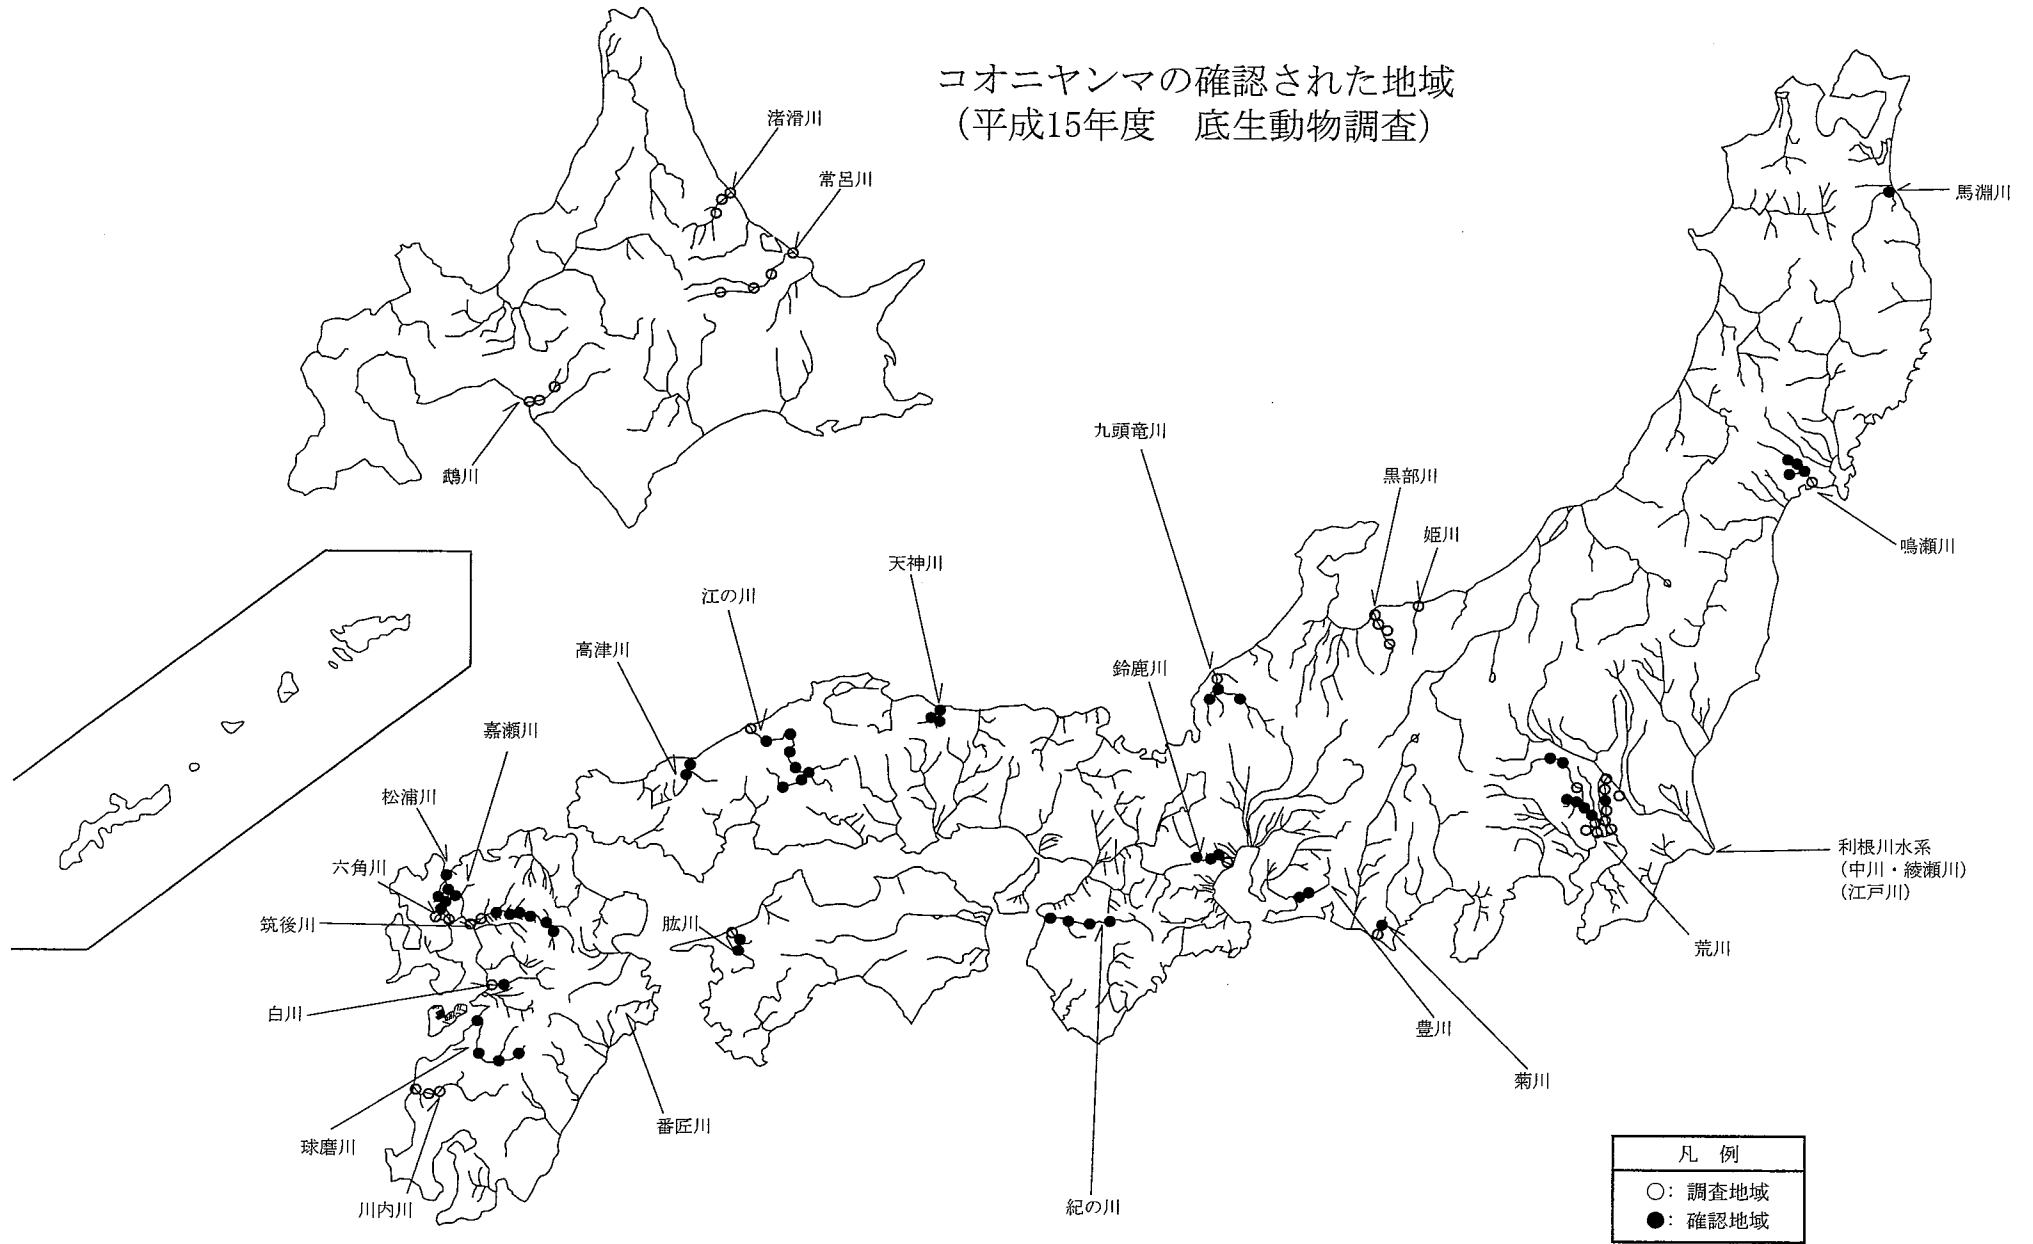 コオニヤンマの確認された地域
（平成15年度　底生動物調査）
渚滑川
常呂川
鵡川
馬淵川
鳴瀬川
九頭竜川
黒部川
姫川
天神川
江の川
高津川
鈴鹿川
嘉瀬川
松浦川
六角川
筑後川
肱川
白川
球磨川
川内川
番匠川
紀の川
豊川
菊川
荒川
利根川水系
（中川・綾瀬川）
（江戸川）
凡　例
○：調査地域
●：確認地域